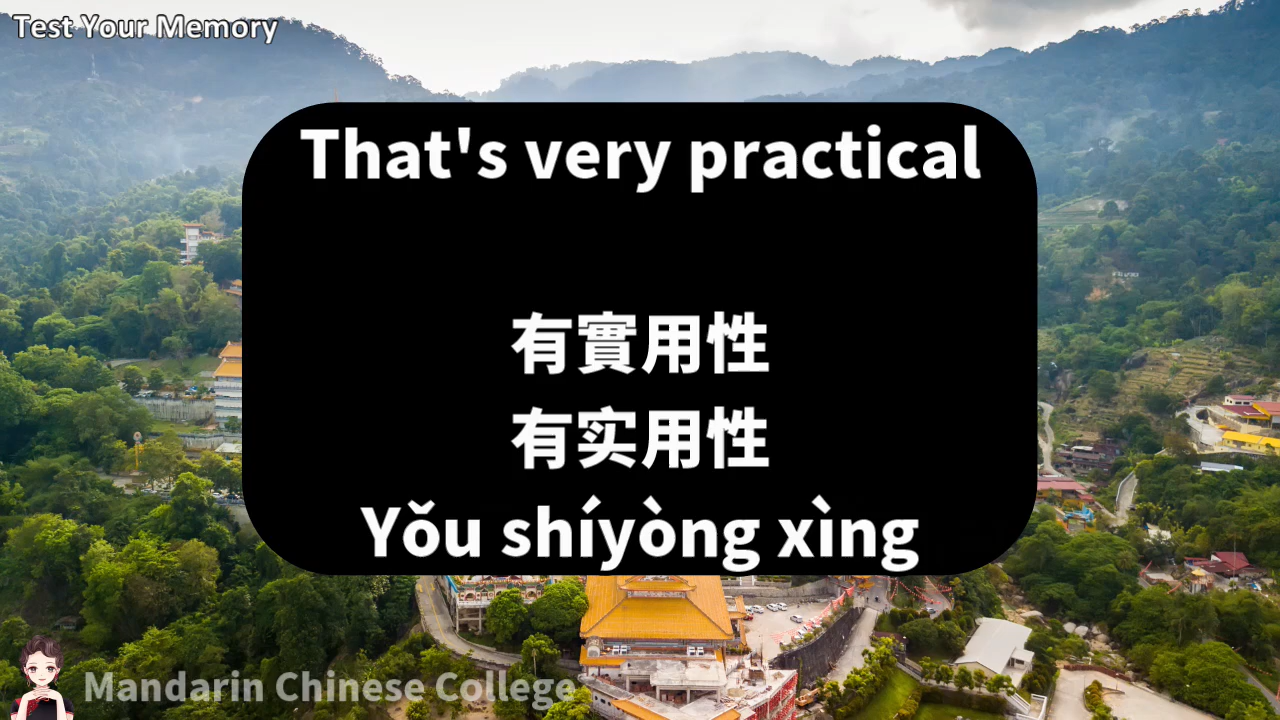 Test Your Memory
That's very practical
有實用性
有实用性
Yǒu shíyòng xìng
Mandarin Chinese College